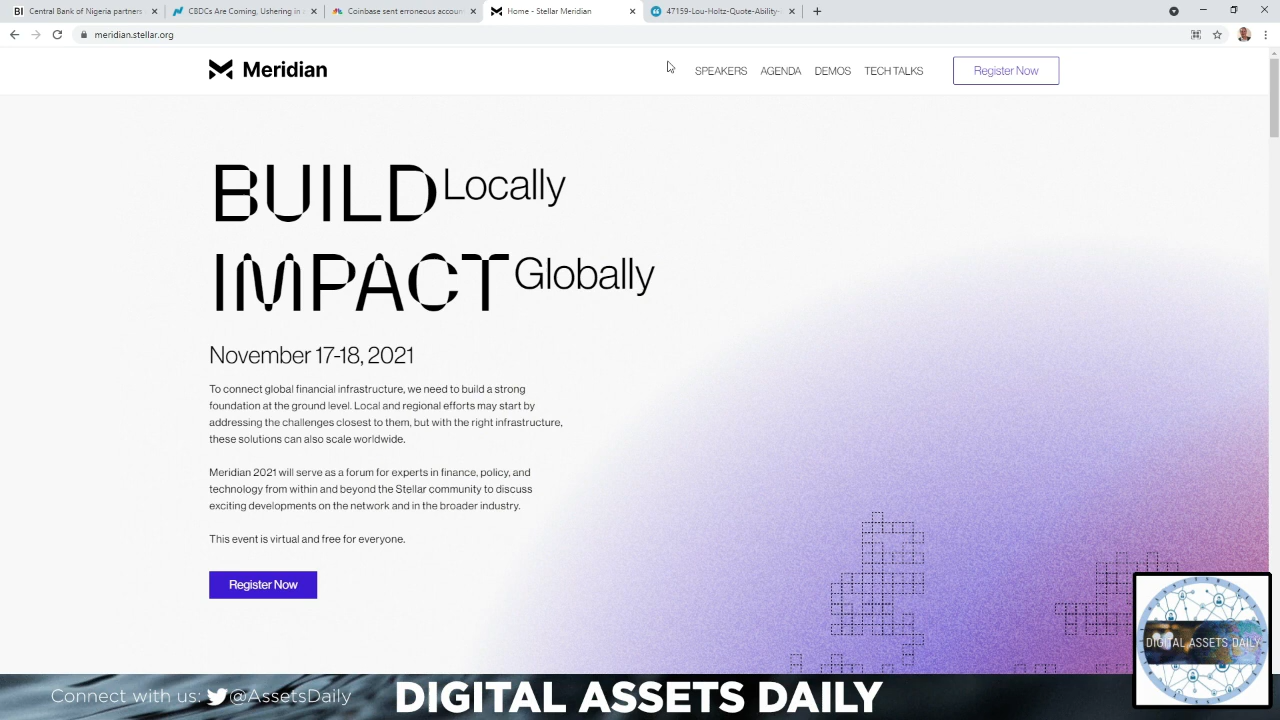 Central Bank of Nigeria partners
CBDCs Are Coming, Ushering in a
Coinbase sent erroneous accoun
Home - Stellar Meridian
47159-Lou-Holtz-Quote-Ability-
meridian.stellar.org
Meridian
SPEAKERS AGENDA DEMOS TECH TALKS Register Now
BUILD Locally
IMPACT Globally
November 17-18, 2021
To connect global financial infrastructure, we need to build a strong
foundation at the ground level. Local and regional efforts may start by
addressing the challenges closest to them, but with the right infrastructure,
these solutions can also scale worldwide.
Meridian 2021 will serve as a forum for experts in finance, policy, and
technology from within and beyond the Stellar community to discuss
exciting developments on the network and in the broader industry.
This event is virtual and free for everyone.
Register Now
DIGITAL ASSETS DAILY
Connect with us: @AssetsDaily
DIGITAL ASSETS DAILY